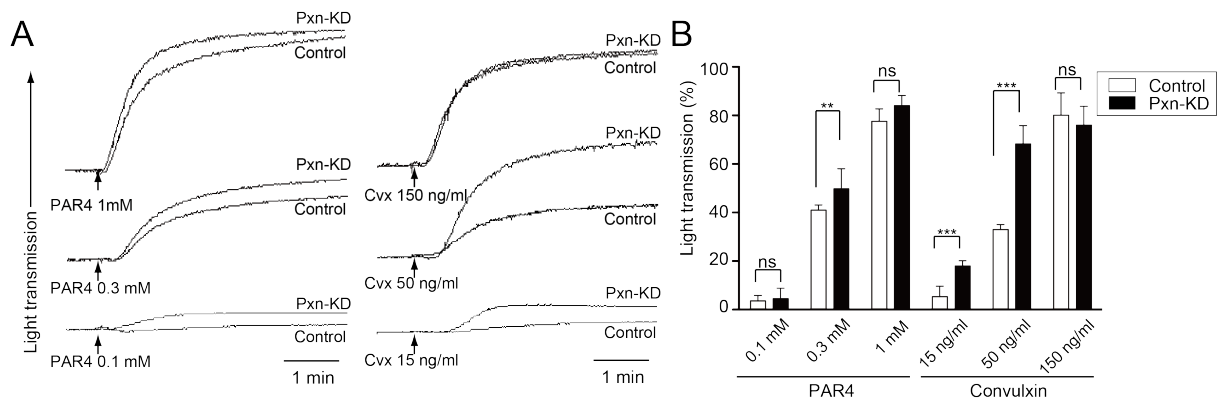 A
Light transmission
Pxn-KD
Control
PAR4 1mM
Pxn-KD
Control
PAR4 0.3 mM
Pxn-KD
Control
PAR4 0.1 mM
1 min
Pxn-KD
Control
Cvx 150 ng/ml
Pxn-KD
Control
Cvx 50 ng/ml
Pxn-KD
Control
Cvx 15 ng/ml
1 min
B
Light transmission (%)
100
80
60
40
20
0
ns
**
ns
***
***
ns
Control
Pxn-KD
0.1 mM
0.3 mM
1 mM
15 ng/ml
50 ng/ml
150 ng/ml
PAR4
Convulxin